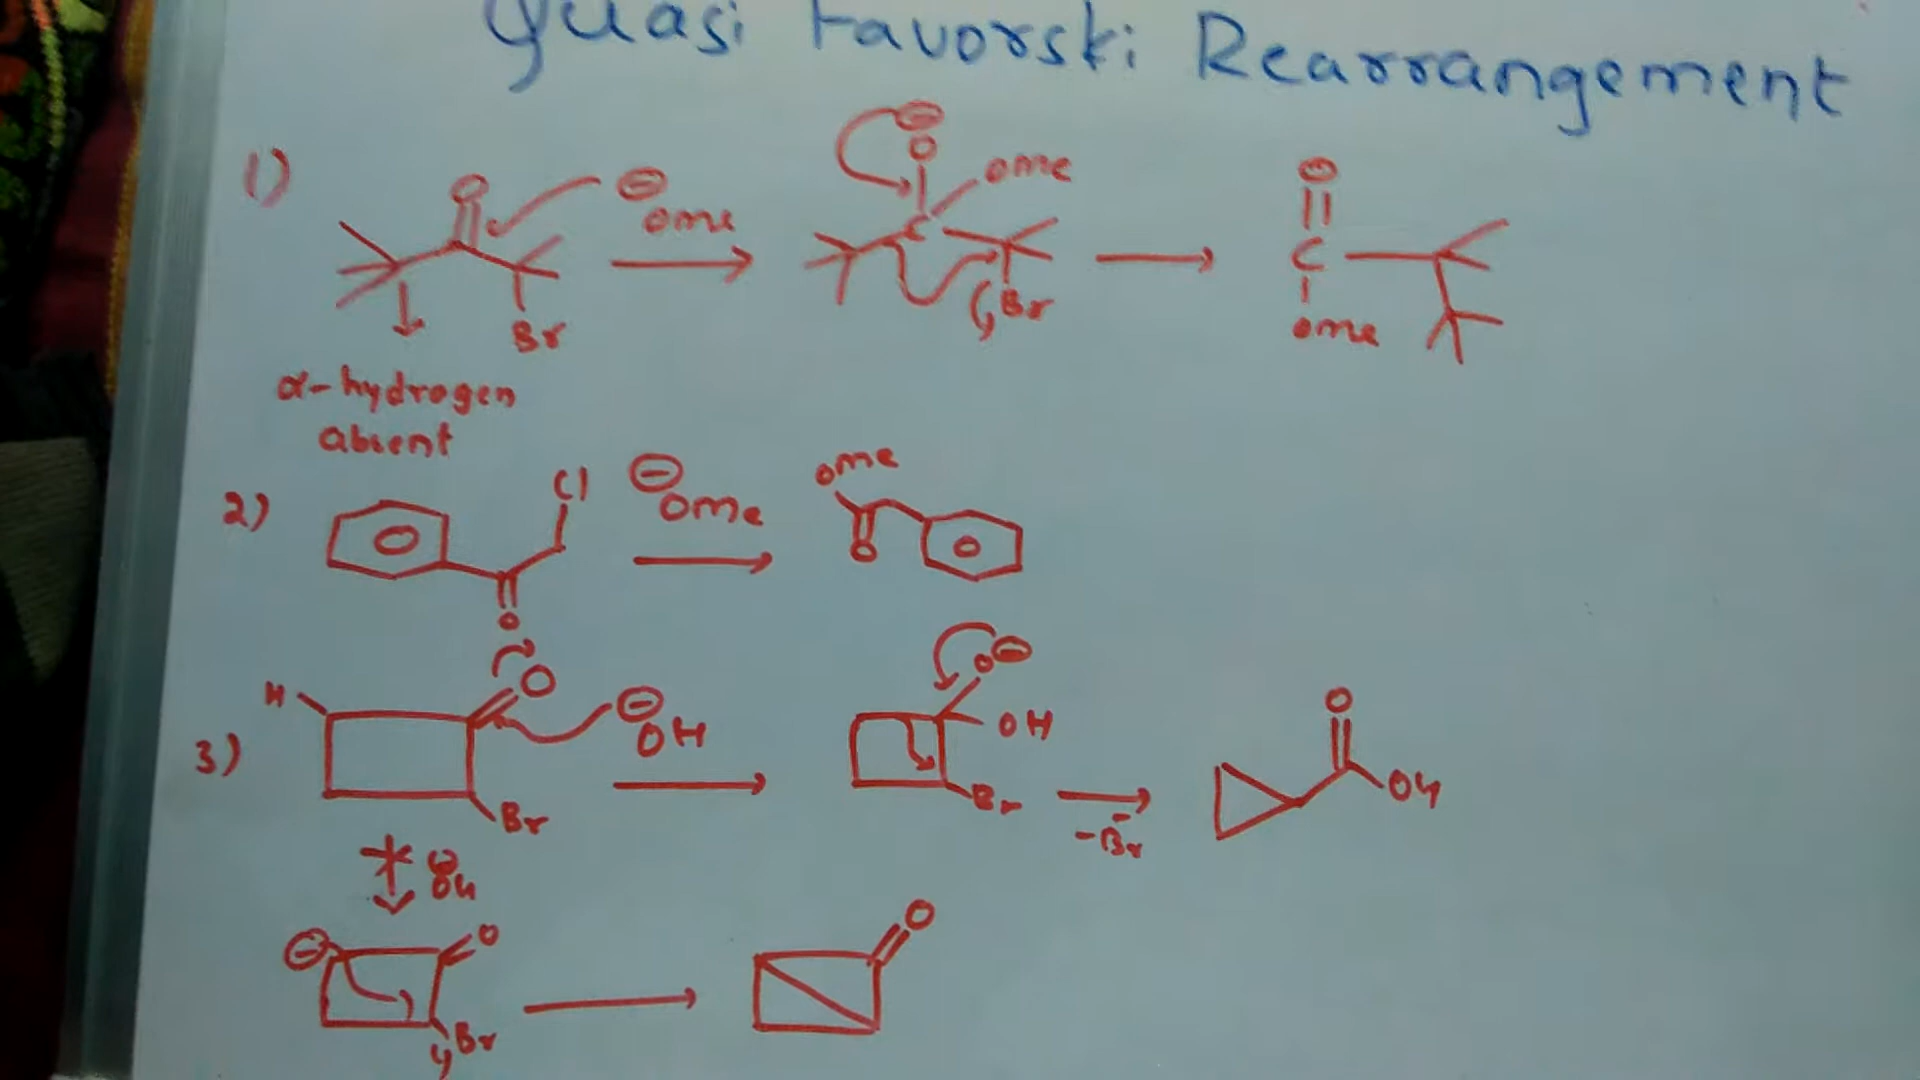 Quasi Favorski Rearrangement
1)
O
⊖
OMe
Br
α-hydrogen
absent
⊖
O
OMe
C
Br
O
C
OMe
2)
Cl
O
⊖
OMe
OMe
O
3)
H
O
⊖
OH
Br
O⊖
OH
Br
-Br⁻
O
OH
⊖
OH
⊖
O
Br
O